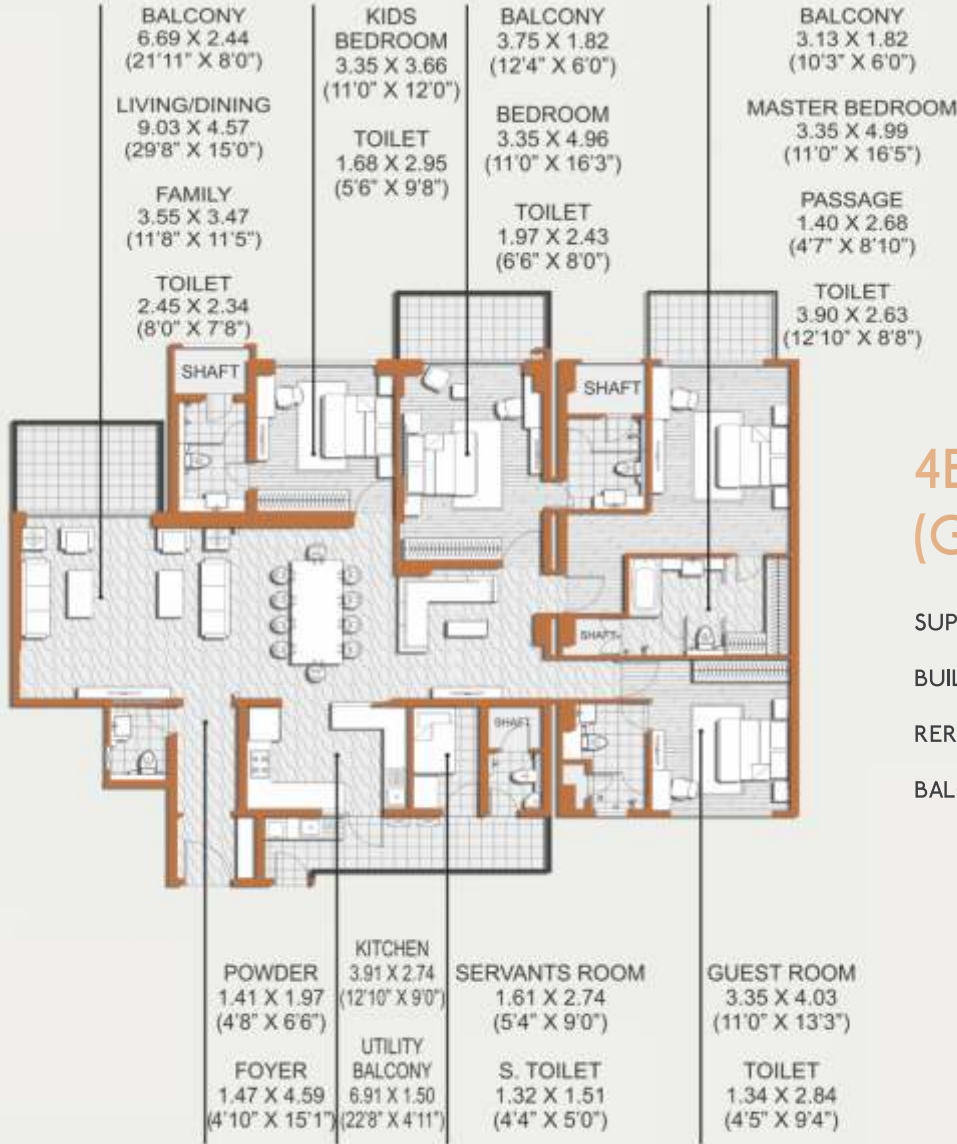 BALCONY
6.69 X 2.44
(21'11" X 8'0")
LIVING/DINING
9.03 X 4.57
(29'8" X 15'0")
FAMILY
3.55 X 3.47
(11'8" X 11'5")
TOILET
2.45 X 2.34
(8'0" X 7'8")
KIDS
BEDROOM
3.35 X 3.66
(11'0" X 12'0")
TOILET
1.68 X 2.95
(5'6" X 9'8")
BALCONY
3.75 X 1.82
(12'4" X 6'0")
BEDROOM
3.35 X 4.96
(11'0" X 16'3")
TOILET
1.97 X 2.43
(6'6" X 8'0")
BALCONY
3.13 X 1.82
(10'3" X 6'0")
MASTER BEDROOM
3.35 X 4.99
(11'0" X 16'5")
PASSAGE
1.40 X 2.68
(4'7" X 8'10")
TOILET
3.90 X 2.63
(12'10" X 8'8")
SHAFT
SHAFT
SHAFT
SHAFT
4B
(G
SUP
BUIL
RER
BAL
POWDER
1.41 X 1.97
(4'8" X 6'6")
FOYER
1.47 X 4.59
(4'10" X 15'1")
KITCHEN
3.91 X 2.74
(12'10" X 9'0")
UTILITY
BALCONY
6.91 X 1.50
(22'8" X 4'11")
SERVANTS ROOM
1.61 X 2.74
(5'4" X 9'0")
S. TOILET
1.32 X 1.51
(4'4" X 5'0")
GUEST ROOM
3.35 X 4.03
(11'0" X 13'3")
TOILET
1.34 X 2.84
(4'5" X 9'4")